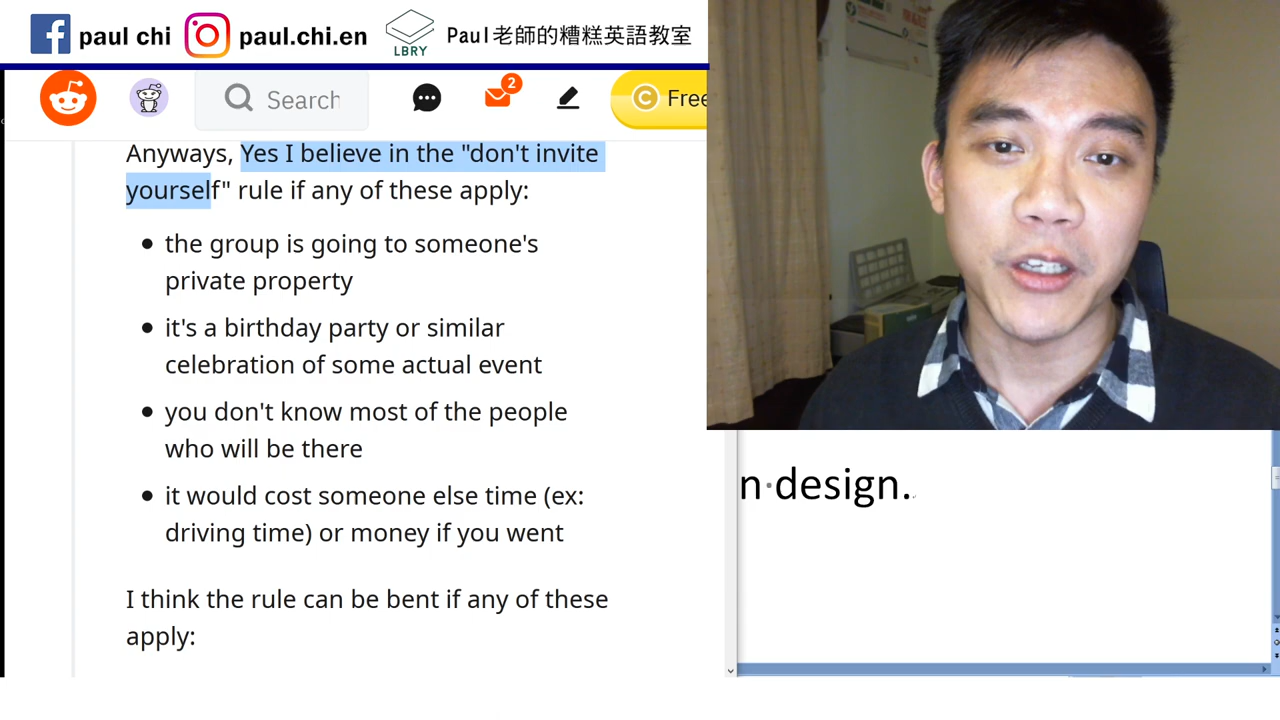 paul chi
paul.chi.en
LBRY
Paul老師的糟糕英語教室
Search
2
Free
Anyways, Yes I believe in the "don't invite
yourself" rule if any of these apply:
the group is going to someone's
private property
it's a birthday party or similar
celebration of some actual event
you don't know most of the people
who will be there
it would cost someone else time (ex:
driving time) or money if you went
I think the rule can be bent if any of these
apply:
n·design.